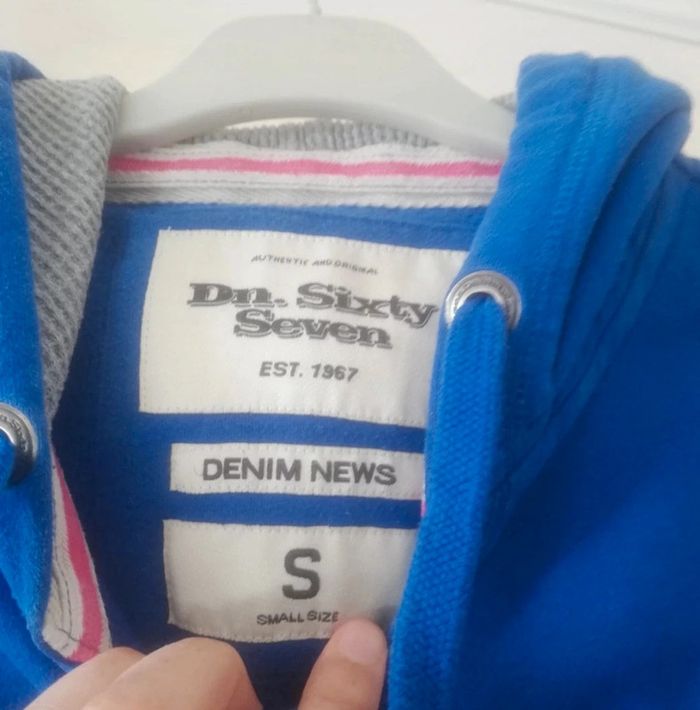 AUTHENTIC AND ORIGINAL
Dn. Sixty
Seven
EST. 1967
DENIM NEWS
S
SMALL SIZE